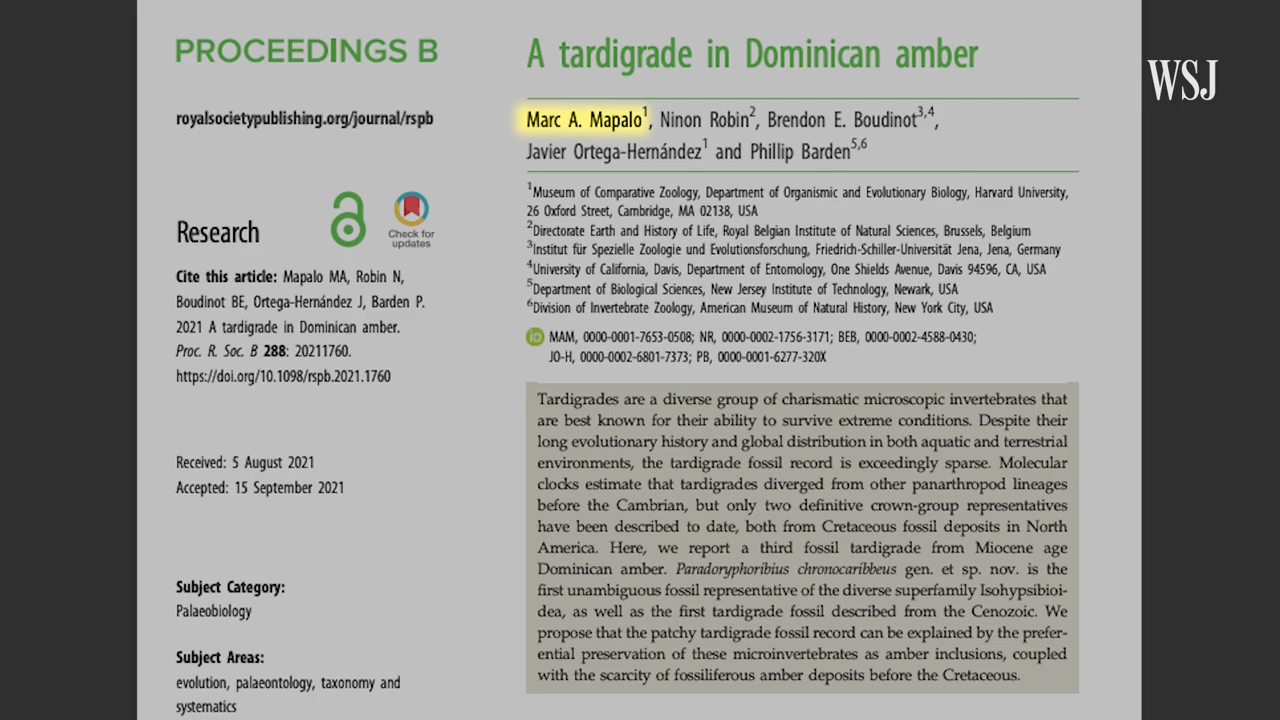 PROCEEDINGS B
royalsocietypublishing.org/journal/rspb
Research
Check for
updates
Cite this article: Mapalo MA, Robin N,
Boudinot BE, Ortega-Hernández J, Barden P.
2021 A tardigrade in Dominican amber.
Proc. R. Soc. B 288: 20211760.
https://doi.org/10.1098/rspb.2021.1760
Received: 5 August 2021
Accepted: 15 September 2021
Subject Category:
Palaeobiology
Subject Areas:
evolution, palaeontology, taxonomy and
systematics
A tardigrade in Dominican amber
Marc A. Mapalo1, Ninon Robin2, Brendon E. Boudinot3,4,
Javier Ortega-Hernández1 and Phillip Barden5,6
1Museum of Comparative Zoology, Department of Organismic and Evolutionary Biology, Harvard University,
26 Oxford Street, Cambridge, MA 02138, USA
2Directorate Earth and History of Life, Royal Belgian Institute of Natural Sciences, Brussels, Belgium
3Institut für Spezielle Zoologie und Evolutionsforschung, Friedrich-Schiller-Universität Jena, Jena, Germany
4University of California, Davis, Department of Entomology, One Shields Avenue, Davis 94596, CA, USA
5Department of Biological Sciences, New Jersey Institute of Technology, Newark, USA
6Division of Invertebrate Zoology, American Museum of Natural History, New York City, USA
iD MAM, 0000-0001-7653-0508; NR, 0000-0002-1756-3171; BEB, 0000-0002-4588-0430;
JO-H, 0000-0002-6801-7373; PB, 0000-0001-6277-320X
Tardigrades are a diverse group of charismatic microscopic invertebrates that
are best known for their ability to survive extreme conditions. Despite their
long evolutionary history and global distribution in both aquatic and terrestrial
environments, the tardigrade fossil record is exceedingly sparse. Molecular
clocks estimate that tardigrades diverged from other panarthropod lineages
before the Cambrian, but only two definitive crown-group representatives
have been described to date, both from Cretaceous fossil deposits in North
America. Here, we report a third fossil tardigrade from Miocene age
Dominican amber. Paradoryphoribius chronocaribbeus gen. et sp. nov. is the
first unambiguous fossil representative of the diverse superfamily Isohypsibioi-
dea, as well as the first tardigrade fossil described from the Cenozoic. We
propose that the patchy tardigrade fossil record can be explained by the prefer-
ential preservation of these microinvertebrates as amber inclusions, coupled
with the scarcity of fossiliferous amber deposits before the Cretaceous.
WSJ